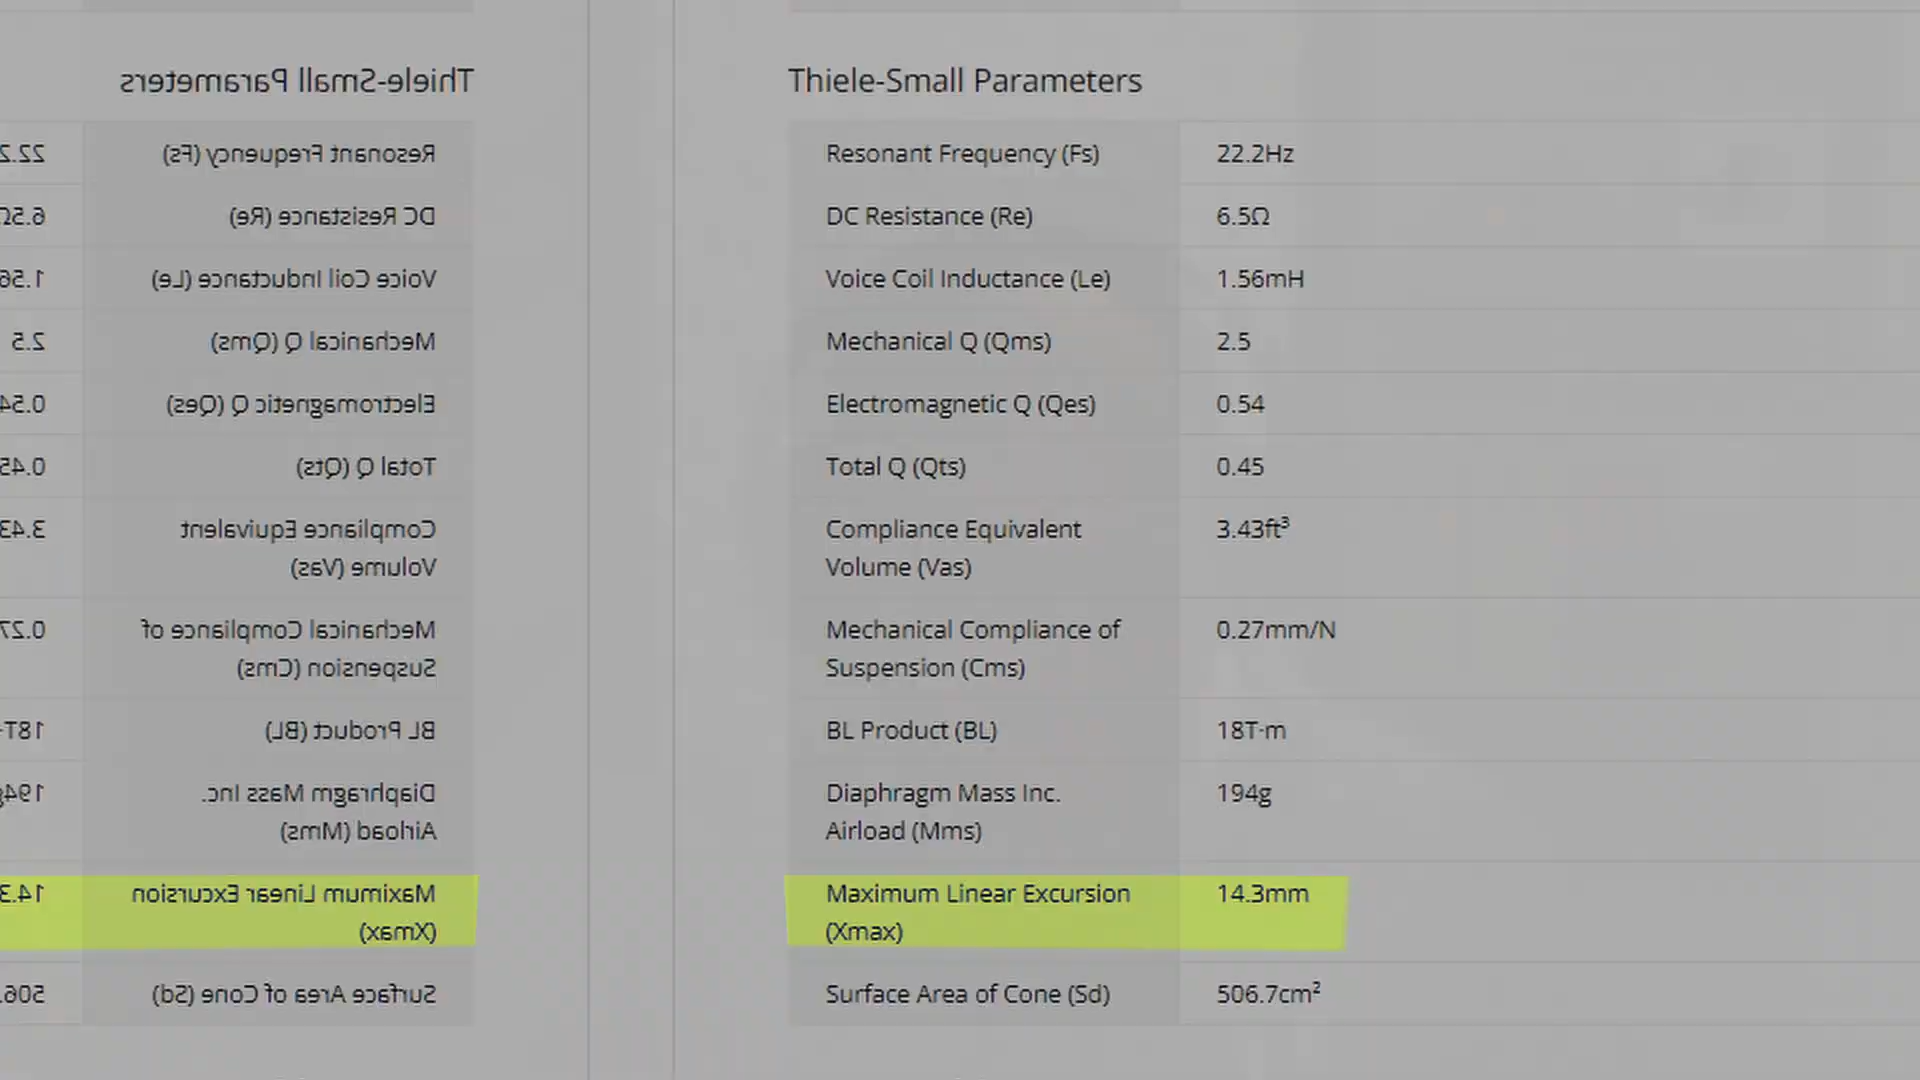 Thiele-Small Parameters
Resonant Frequency (Fs) 22.2Hz
DC Resistance (Re) 6.5Ω
Voice Coil Inductance (Le) 1.56mH
Mechanical Q (Qms) 2.5
Electromagnetic Q (Qes) 0.54
Total Q (Qts) 0.45
Compliance Equivalent 3.43ft³
Volume (Vas)
Mechanical Compliance of 0.27mm/N
Suspension (Cms)
BL Product (BL) 18T·m
Diaphragm Mass Inc. 194g
Airload (Mms)
Maximum Linear Excursion 14.3mm
(Xmax)
Surface Area of Cone (Sd) 506.7cm²